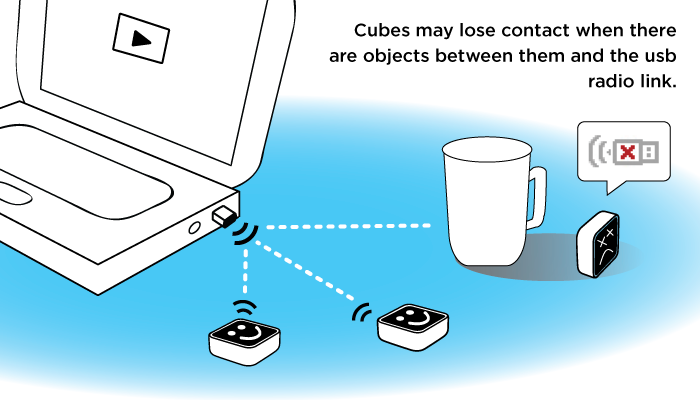 Cubes may lose contact when there
are objects between them and the usb
radio link.